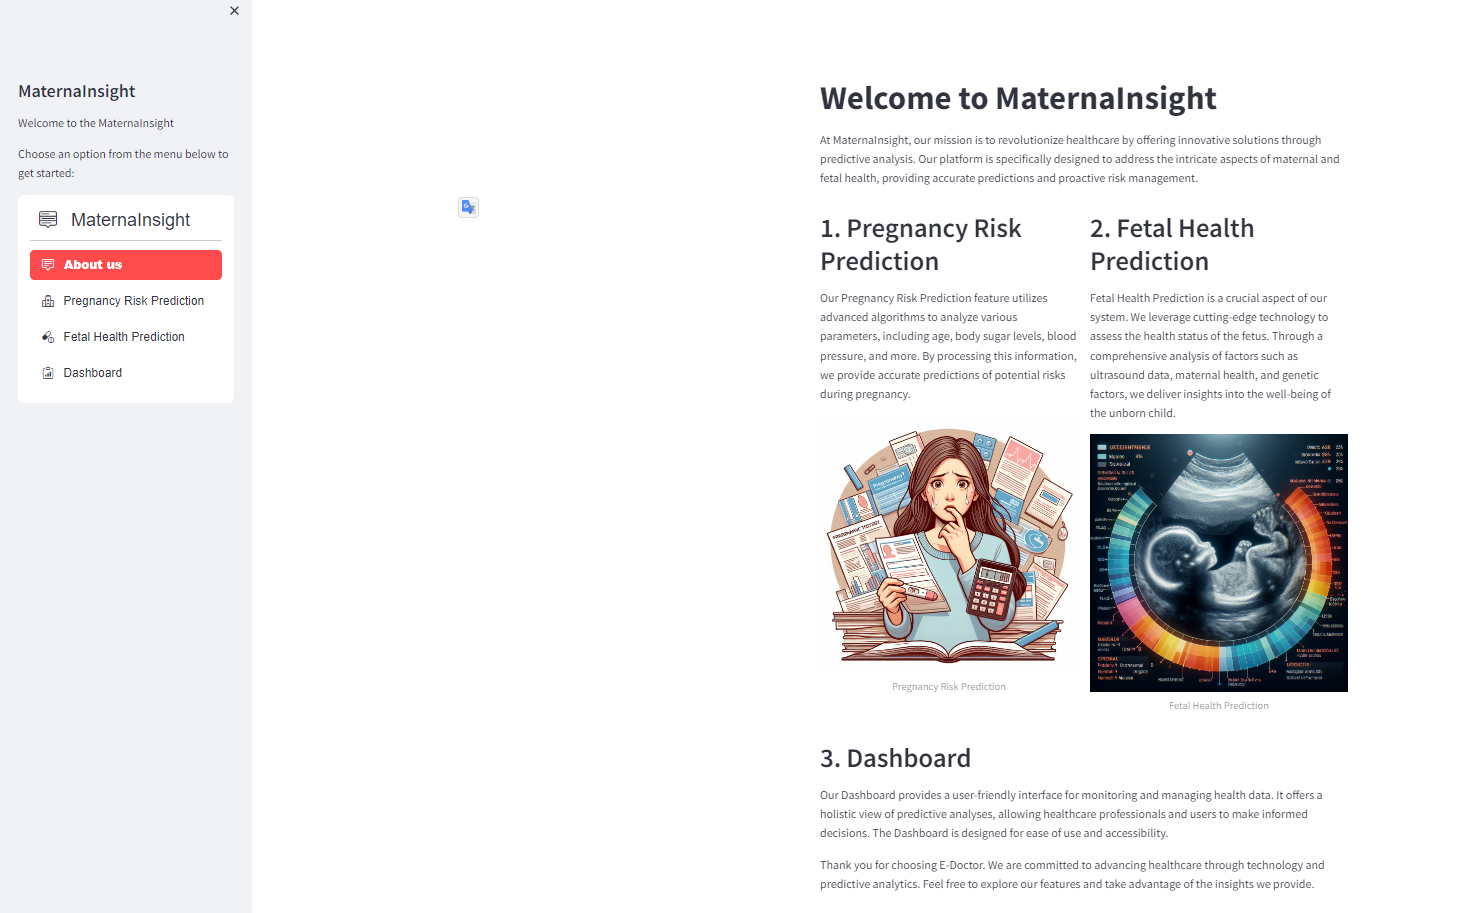 MaternaInsight
Welcome to the MaternaInsight
Choose an option from the menu below to
get started:
MaternaInsight
About us
Pregnancy Risk Prediction
Fetal Health Prediction
Dashboard
Welcome to MaternaInsight
At MaternaInsight, our mission is to revolutionize healthcare by offering innovative solutions through
predictive analysis. Our platform is specifically designed to address the intricate aspects of maternal and
fetal health, providing accurate predictions and proactive risk management.
1. Pregnancy Risk
Prediction
Our Pregnancy Risk Prediction feature utilizes
advanced algorithms to analyze various
parameters, including age, body sugar levels, blood
pressure, and more. By processing this information,
we provide accurate predictions of potential risks
during pregnancy.
Pregnancy Risk Prediction
2. Fetal Health
Prediction
Fetal Health Prediction is a crucial aspect of our
system. We leverage cutting-edge technology to
assess the health status of the fetus. Through a
comprehensive analysis of factors such as
ultrasound data, maternal health, and genetic
factors, we deliver insights into the well-being of
the unborn child.
Fetal Health Prediction
3. Dashboard
Our Dashboard provides a user-friendly interface for monitoring and managing health data. It offers a
holistic view of predictive analyses, allowing healthcare professionals and users to make informed
decisions. The Dashboard is designed for ease of use and accessibility.
Thank you for choosing E-Doctor. We are committed to advancing healthcare through technology and
predictive analytics. Feel free to explore our features and take advantage of the insights we provide.